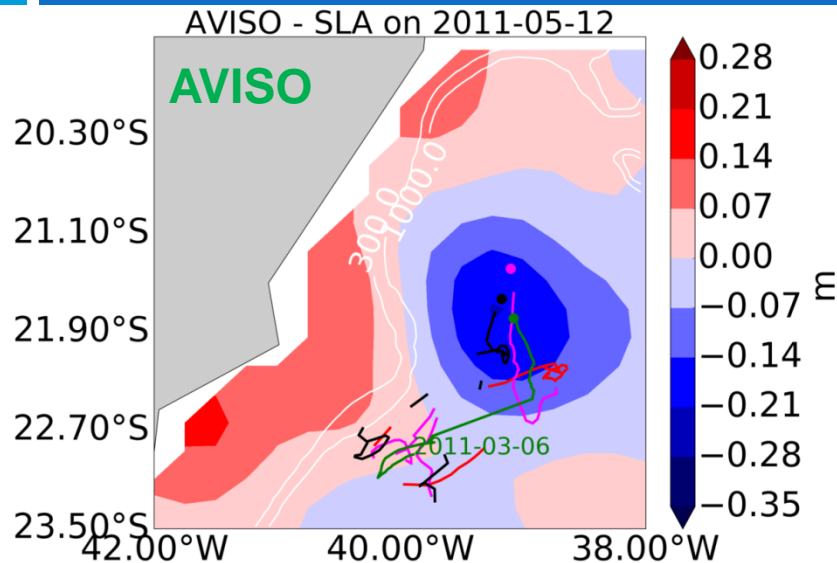 AVISO - SLA on 2011-05-12
AVISO
20.30°S
21.10°S
21.90°S
22.70°S
23.50°S
42.00°W
40.00°W
38.00°W
300.0
1000.0
2011-03-06
0.28
0.21
0.14
0.07
0.00
−0.07
−0.14
−0.21
−0.28
−0.35
m